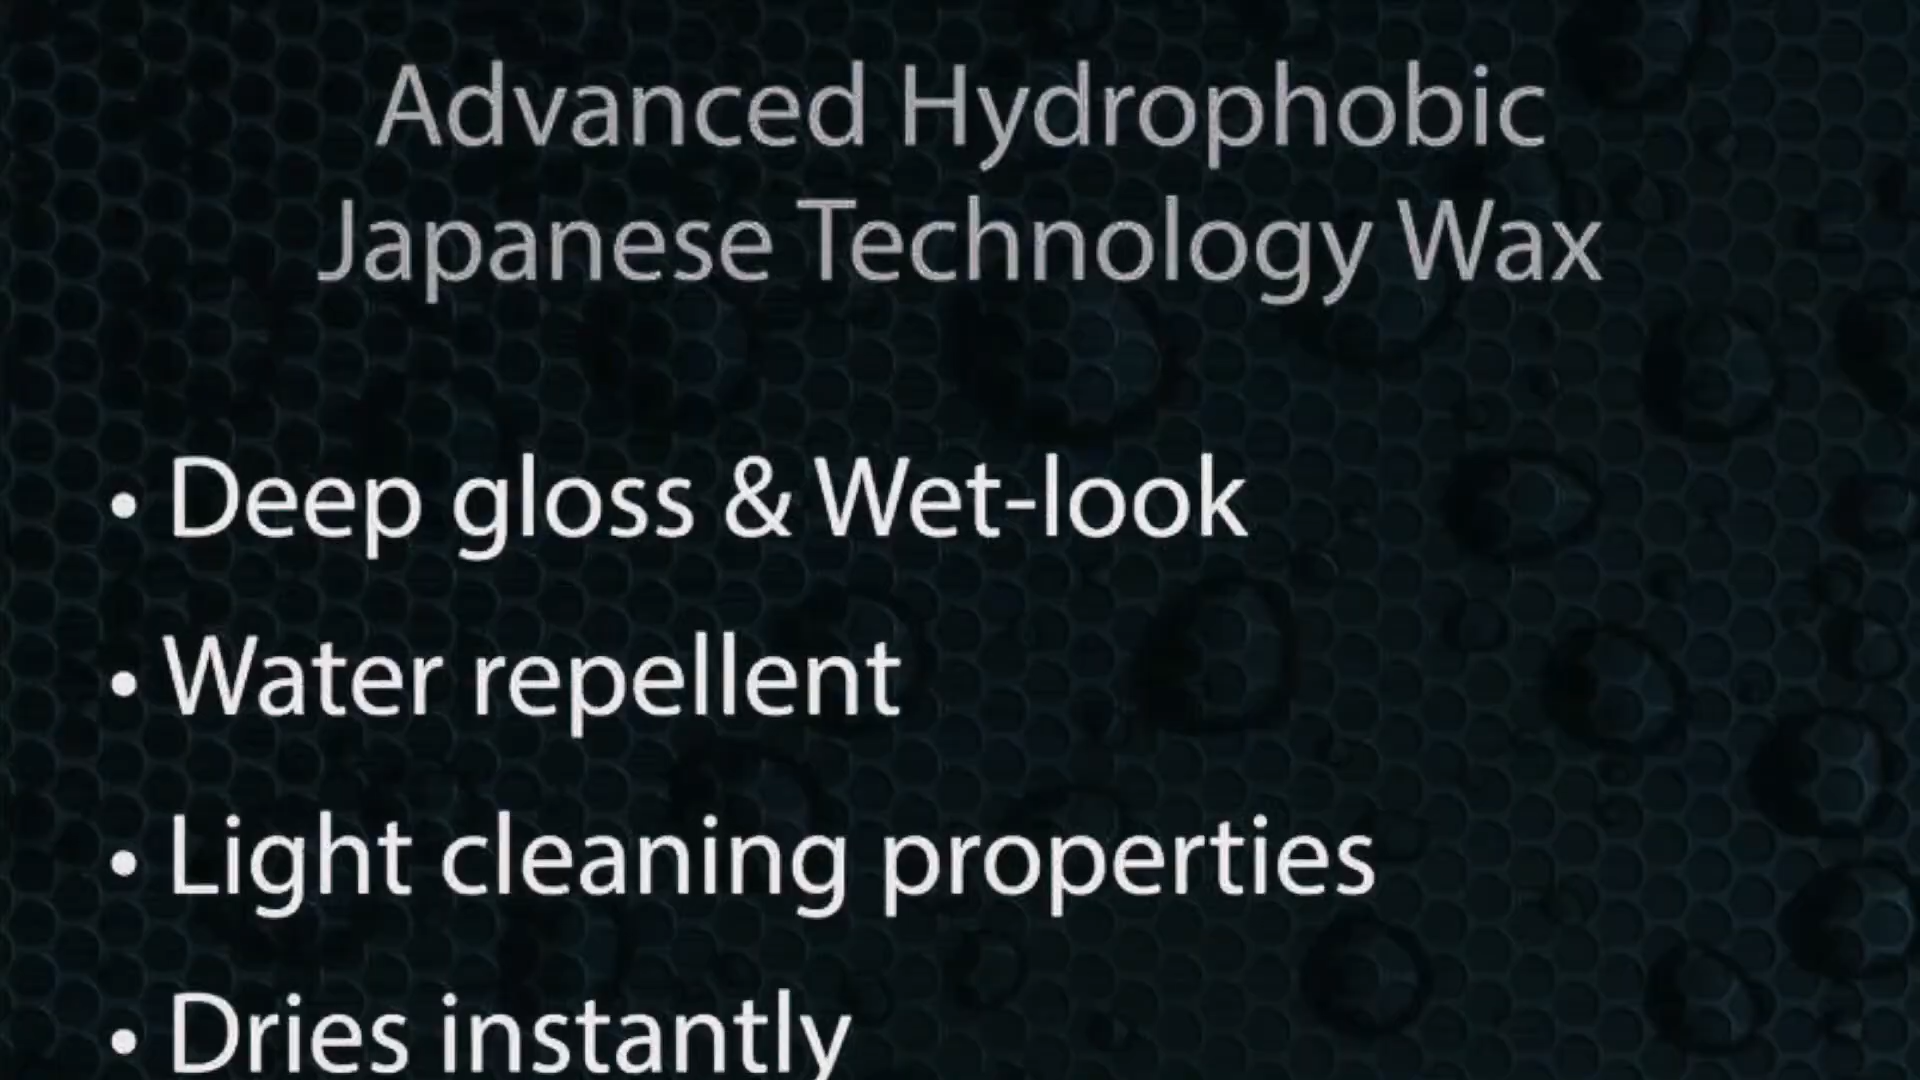 Advanced Hydrophobic
Japanese Technology Wax
• Deep gloss & Wet-look
• Water repellent
• Light cleaning properties
• Dries instantly